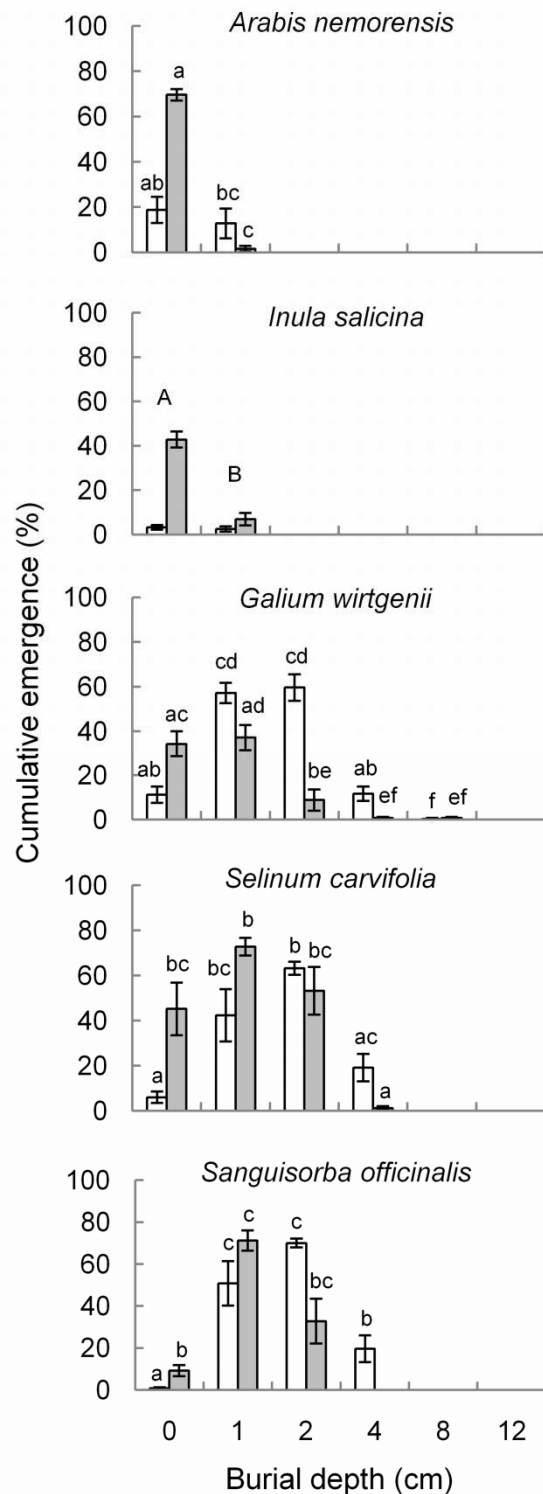 Cumulative emergence (%)
Arabis nemorensis
100
80
60
40
20
0
a
ab
bc
c
Inula salicina
100
80
60
40
20
0
A
B
Galium wirtgenii
100
80
60
40
20
0
ab
ac
cd
ad
cd
be
ab
ef
f
ef
Selinum carvifolia
100
80
60
40
20
0
a
bc
bc
b
b
bc
ac
a
Sanguisorba officinalis
100
80
60
40
20
0
a
b
c
c
c
bc
b
0 1 2 4 8 12
Burial depth (cm)